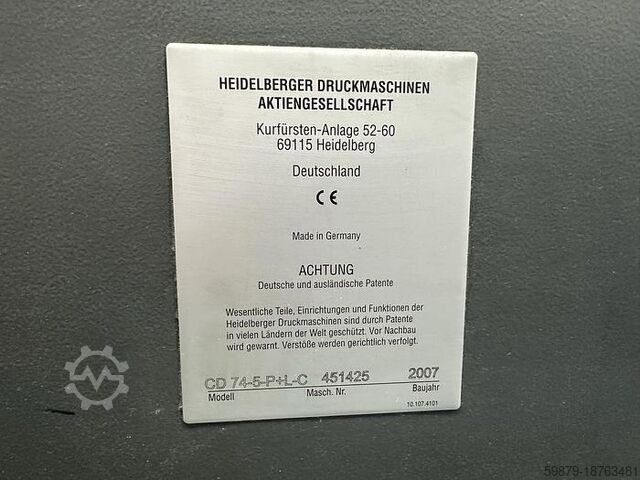 HEIDELBERGER DRUCKMASCHINEN
AKTIENGESELLSCHAFT
Kurfürsten-Anlage 52-60
69115 Heidelberg
Deutschland
CE
Made in Germany
ACHTUNG
Deutsche und ausländische Patente
Wesentliche Teile, Einrichtungen und Funktionen der
Heidelberger Druckmaschinen sind durch Patente
in vielen Ländern der Welt geschützt. Vor Nachbau
wird gewarnt. Verstöße werden gerichtlich verfolgt.
CD 74-5-P+L-C 451425 2007
Modell Masch. Nr. Baujahr
10.107.4101
59879-18763481